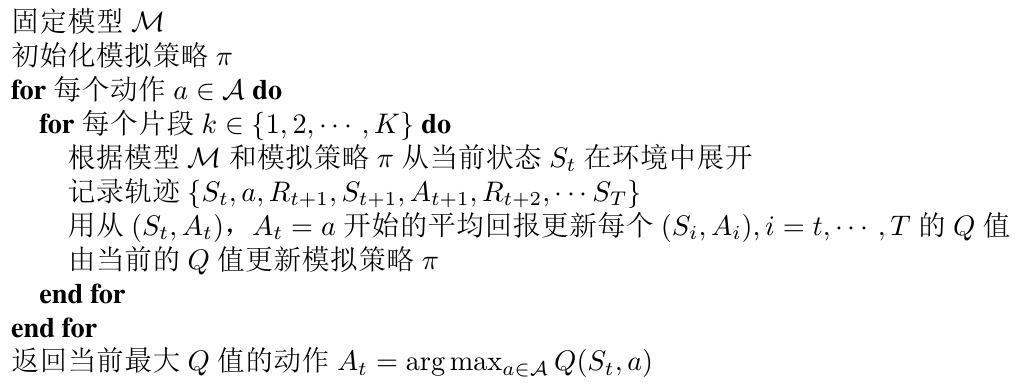 固定模型 $\mathcal{M}$
初始化模拟策略 $\pi$
for 每个动作 $a \in \mathcal{A}$ do
for 每个片段 $k \in \{1, 2, \cdots, K\}$ do
根据模型 $\mathcal{M}$ 和模拟策略 $\pi$ 从当前状态 $S_t$ 在环境中展开
记录轨迹 $\{S_t, a, R_{t+1}, S_{t+1}, A_{t+1}, R_{t+2}, \cdots S_T\}$
用从 $(S_t, A_t)$，$A_t = a$ 开始的平均回报更新每个 $(S_i, A_i), i = t, \cdots, T$ 的 $Q$ 值
由当前的 $Q$ 值更新模拟策略 $\pi$
end for
end for
返回当前最大 $Q$ 值的动作 $A_t = \arg\max_{a \in \mathcal{A}} Q(S_t, a)$